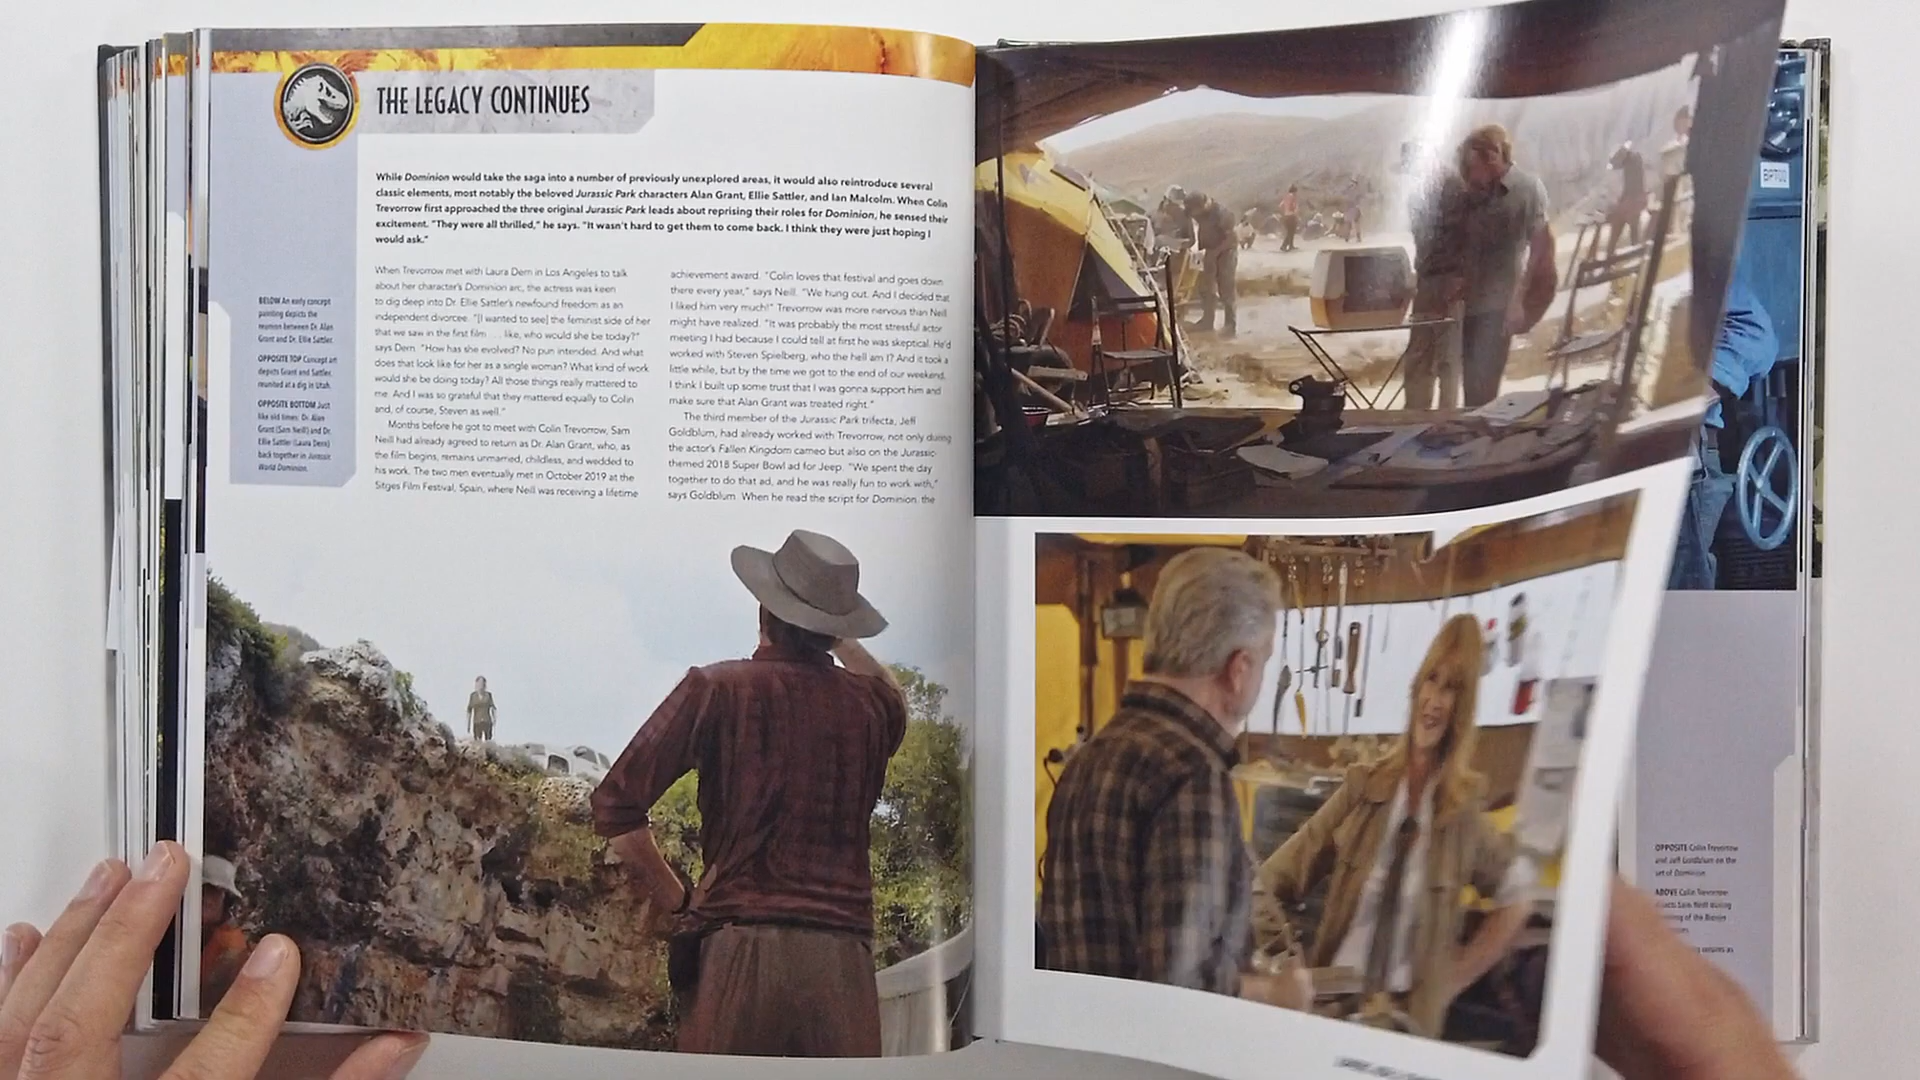 THE LEGACY CONTINUES
While Dominion would take the saga into a number of previously unexplored areas, it would also reintroduce several
classic elements, most notably the beloved Jurassic Park characters Alan Grant, Ellie Sattler, and Ian Malcolm. When Colin
Trevorrow first approached the three original Jurassic Park leads about reprising their roles for Dominion, he sensed their
excitement. "They were all thrilled," he says. "It wasn't hard to get them to come back. I think they were just hoping I
would ask."
When Trevorrow met with Laura Dern in Los Angeles to talk
about her character's Dominion arc, the actress was keen
to dig deep into Dr. Ellie Sattler's newfound freedom as an
independent divorcee. "[I wanted to see] the feminist side of her
that we saw in the first film . . . like, who would she be today?"
says Dern. "How has she evolved? No pun intended. And what
does that look like for her as a single woman? What kind of work
would she be doing today? All those things really mattered to
me. And I was so grateful that they mattered equally to Colin
and, of course, Steven as well."
Months before he got to meet with Colin Trevorrow, Sam
Neill had already agreed to return as Dr. Alan Grant, who, as
the film begins, remains unmarried, childless, and wedded to
his work. The two men eventually met in October 2019 at the
Sitges Film Festival, Spain, where Neill was receiving a lifetime
achievement award. "Colin loves that festival and goes down
there every year," says Neill. "We hung out. And I decided that
I liked him very much!" Trevorrow was more nervous than Neill
might have realized. "It was probably the most stressful actor
meeting I had because I could tell at first he was skeptical. He'd
worked with Steven Spielberg, who the hell am I? And it took a
little while, but by the time we got to the end of our weekend,
I think I built up some trust that I was gonna support him and
make sure that Alan Grant was treated right."
The third member of the Jurassic Park trifecta, Jeff
Goldblum, had already worked with Trevorrow, not only during
the actor's Fallen Kingdom cameo but also on the Jurassic-
themed 2018 Super Bowl ad for Jeep. "We spent the day
together to do that ad, and he was really fun to work with,"
says Goldblum. When he read the script for Dominion, the
BELOW An early concept
painting depicts the
reunion between Dr. Alan
Grant and Dr. Ellie Sattler.
OPPOSITE TOP Concept art
depicts Grant and Sattler,
reunited at a dig in Utah.
OPPOSITE BOTTOM Just
like old times: Dr. Alan
Grant (Sam Neill) and Dr.
Ellie Sattler (Laura Dern)
back together in Jurassic
World Dominion.
OPPOSITE Colin Trevorrow
and Jeff Goldblum on the
set of Dominion.
ABOVE Colin Trevorrow
directs Sam Neill during
of the